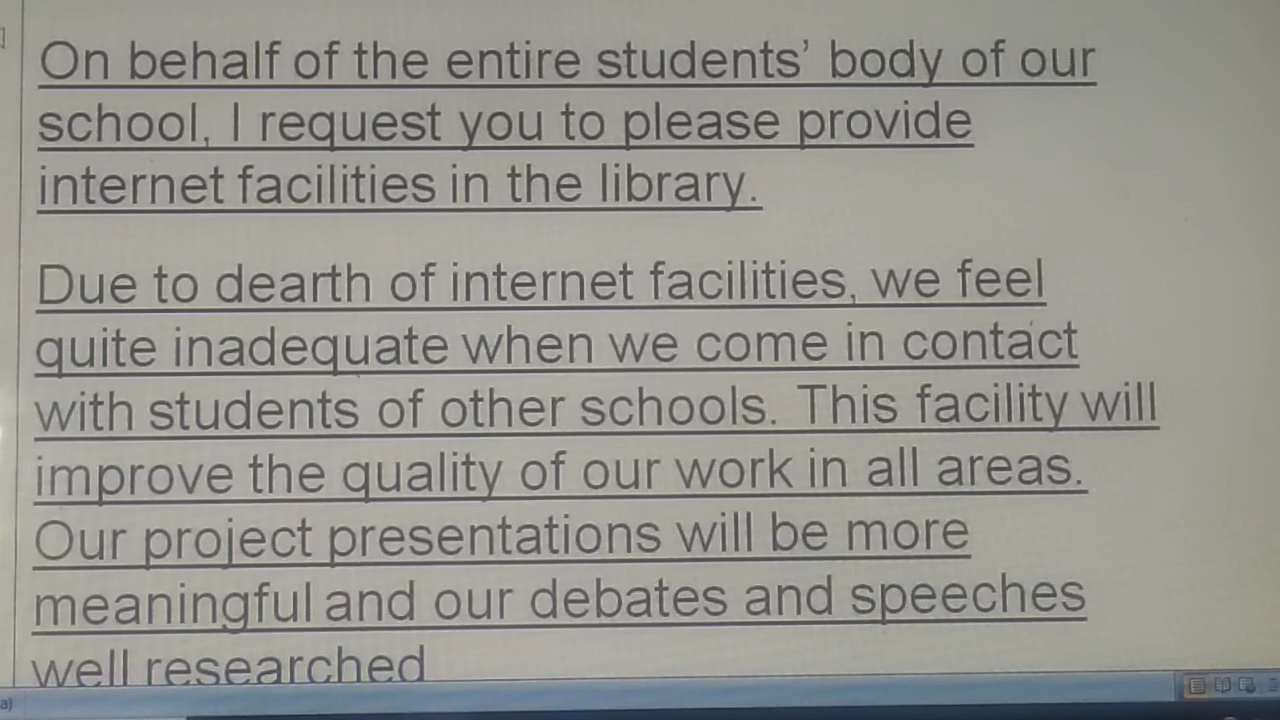 On behalf of the entire students' body of our
school, I request you to please provide
internet facilities in the library.
Due to dearth of internet facilities, we feel
quite inadequate when we come in contact
with students of other schools. This facility will
improve the quality of our work in all areas.
Our project presentations will be more
meaningful and our debates and speeches
well researched
a)